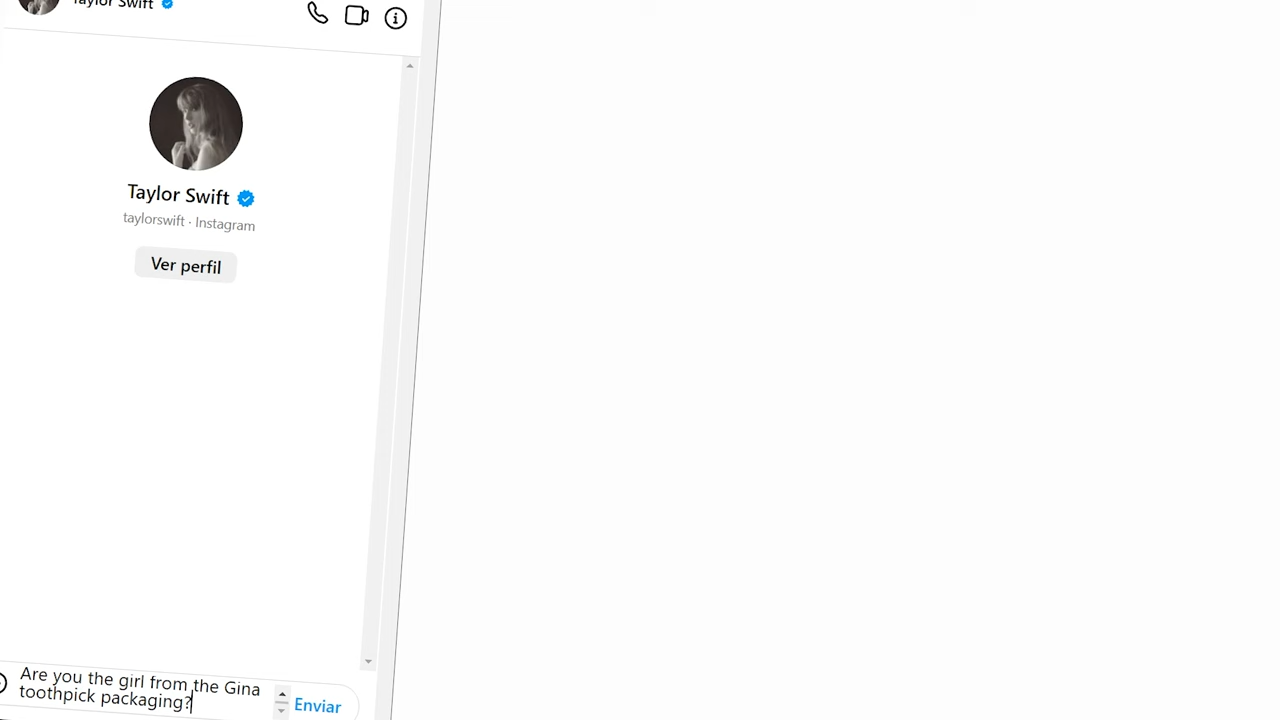 Taylor Swift
Taylor Swift
taylorswift · Instagram
Ver perfil
Are you the girl from the Gina
toothpick packaging?
Enviar